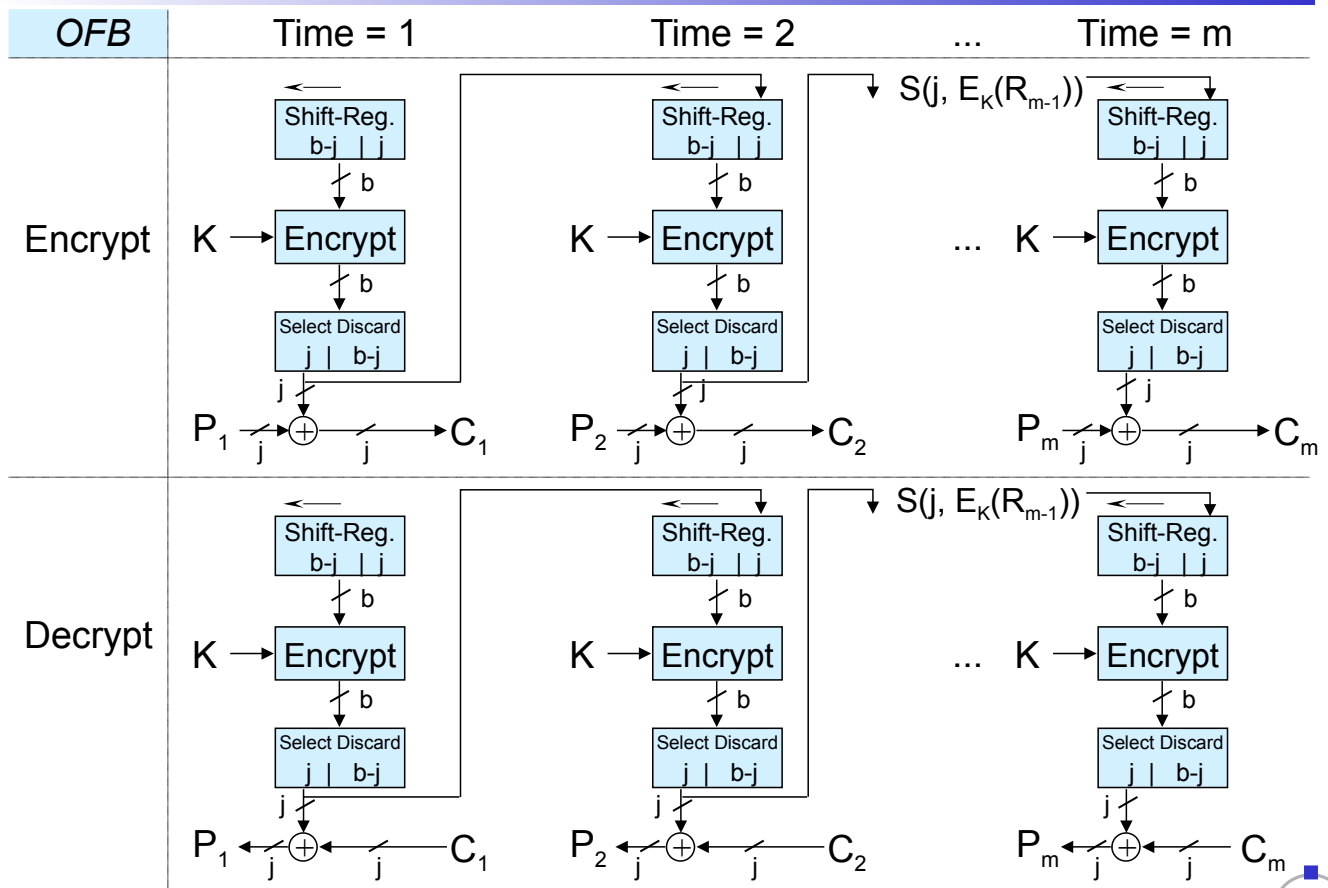 OFB Time = 1 Time = 2 ... Time = m
S(j, E_K(R_{m-1}))
Shift-Reg. Shift-Reg. Shift-Reg.
b-j | j b-j | j b-j | j
b b b
Encrypt K Encrypt K Encrypt ... K Encrypt
b b b
Select Discard Select Discard Select Discard
j | b-j j | b-j j | b-j
j j j
P_1 j + j C_1 P_2 j + j C_2 P_m j + j C_m
S(j, E_K(R_{m-1}))
Shift-Reg. Shift-Reg. Shift-Reg.
b-j | j b-j | j b-j | j
b b b
Decrypt K Encrypt K Encrypt ... K Encrypt
b b b
Select Discard Select Discard Select Discard
j | b-j j | b-j j | b-j
j j j
P_1 j + j C_1 P_2 j + j C_2 P_m j + j C_m